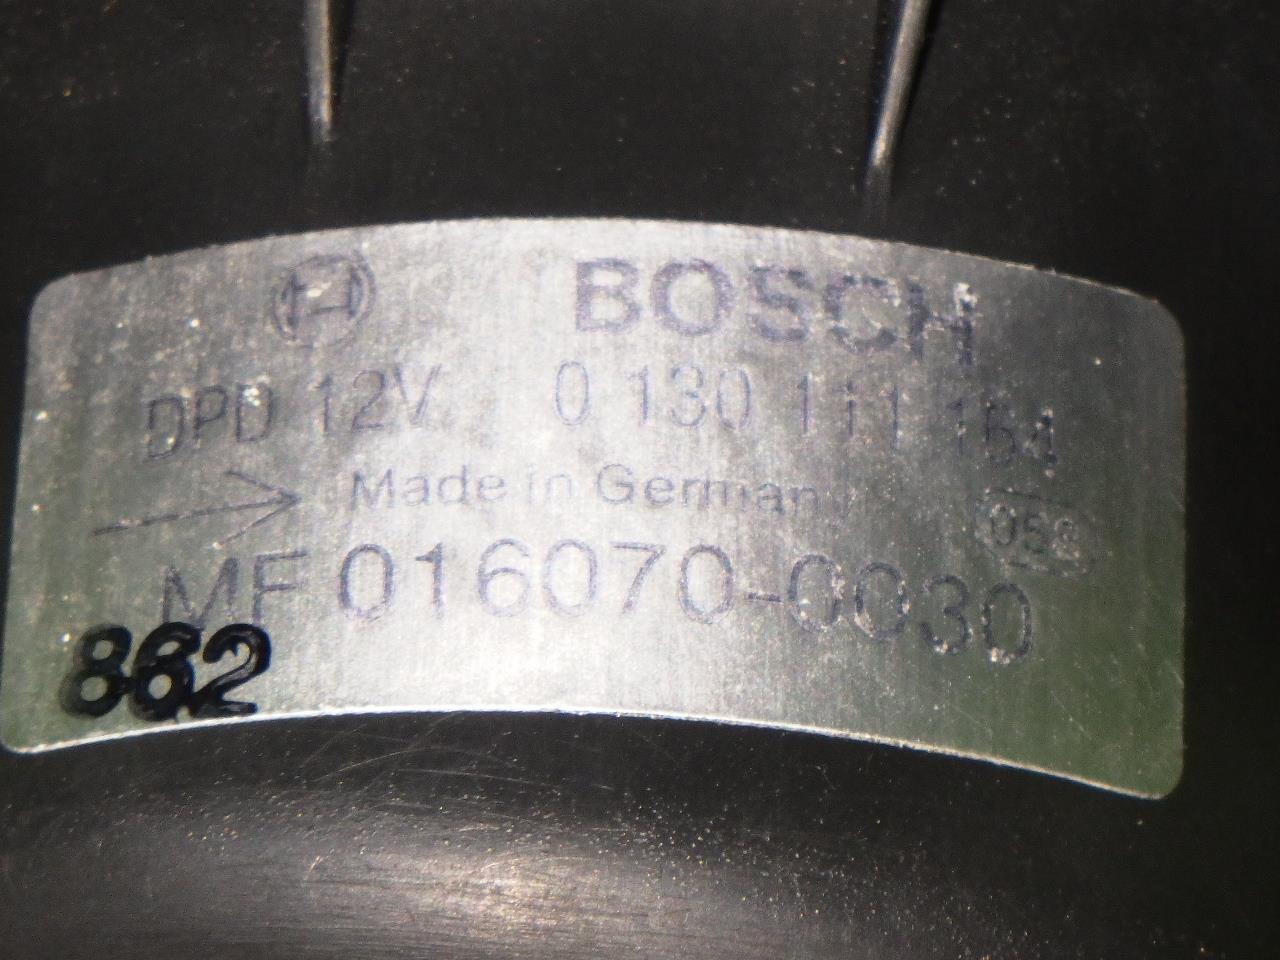 BOSCH
DPD 12V 0 130 111 164
Made in Germany
058
MF 016070-0030
862